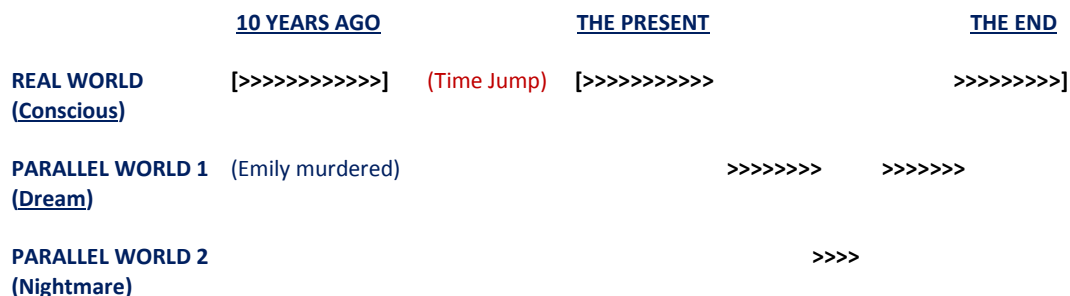 10 YEARS AGO THE PRESENT THE END
REAL WORLD [>>>>>>>>>>>>] (Time Jump) [>>>>>>>>>>> >>>>>>>>>]
(Conscious)
PARALLEL WORLD 1 (Emily murdered) >>>>>>>> >>>>>>>
(Dream)
PARALLEL WORLD 2 >>>>
(Nightmare)